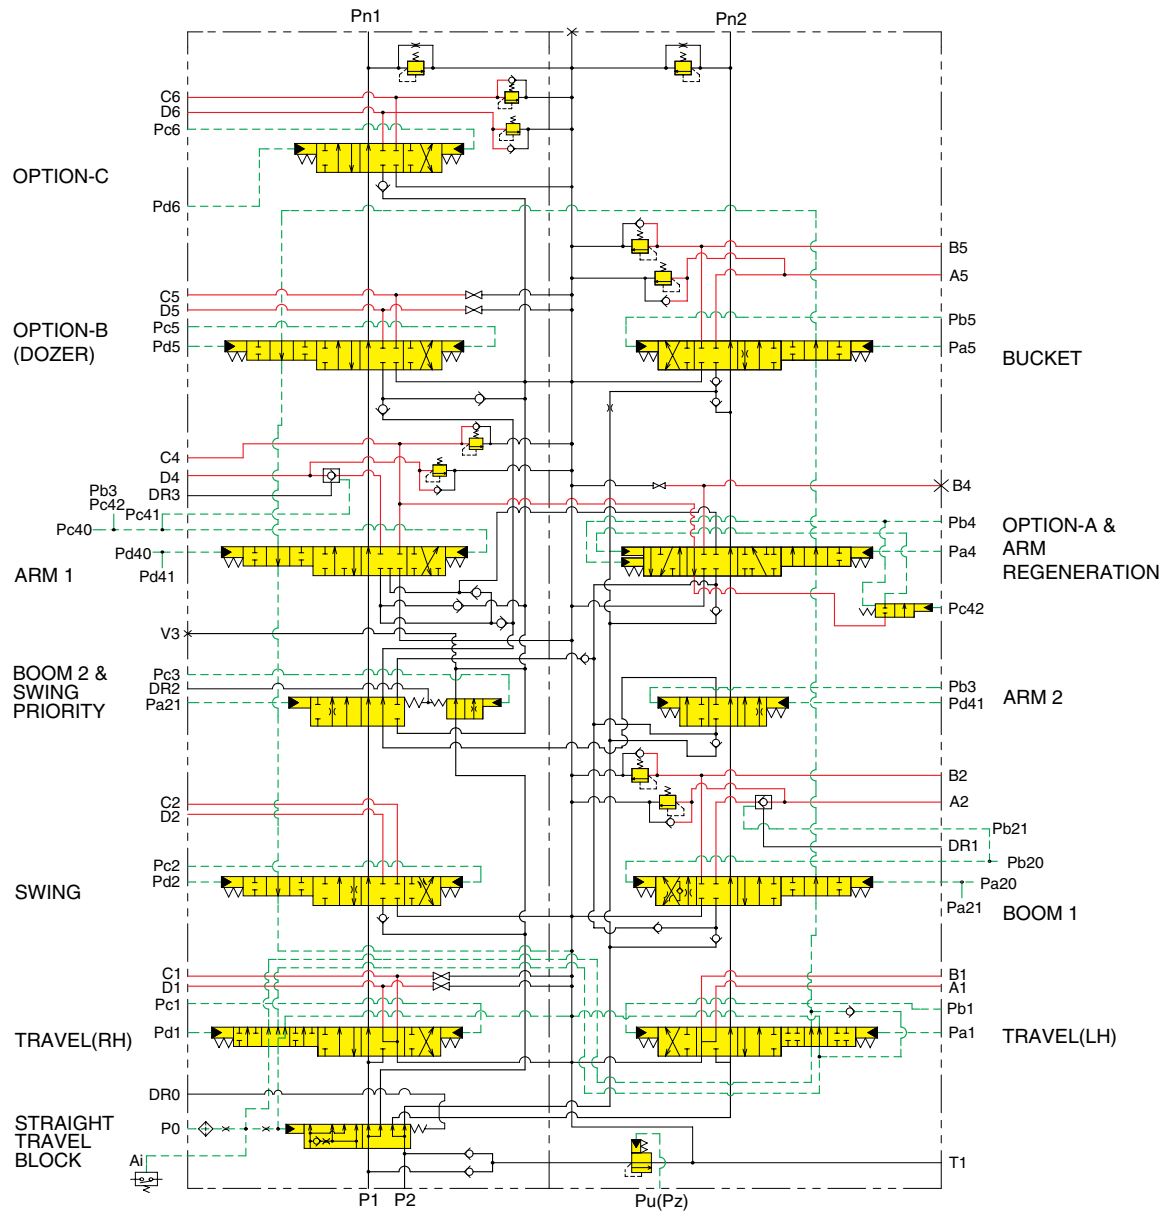 Pn1
Pn2
C6
D6
Pc6
OPTION-C
Pd6
B5
A5
C5
D5
Pc5
Pb5
OPTION-B
(DOZER)
Pd5
Pa5
BUCKET
C4
D4
DR3
B4
Pb3
Pc42
Pc41
Pc40
Pb4
OPTION-A &
ARM
REGENERATION
Pd40
Pd41
Pa4
ARM 1
Pc42
V3
BOOM 2 &
SWING
PRIORITY
Pc3
DR2
Pa21
Pb3
Pd41
ARM 2
B2
A2
C2
D2
Pb21
DR1
Pb20
Pc2
Pd2
SWING
Pa20
Pa21
BOOM 1
C1
D1
B1
A1
Pc1
Pb1
Pd1
Pa1
TRAVEL(RH)
TRAVEL(LH)
DR0
P0
STRAIGHT
TRAVEL
BLOCK
Ai
T1
P1
P2
Pu(Pz)